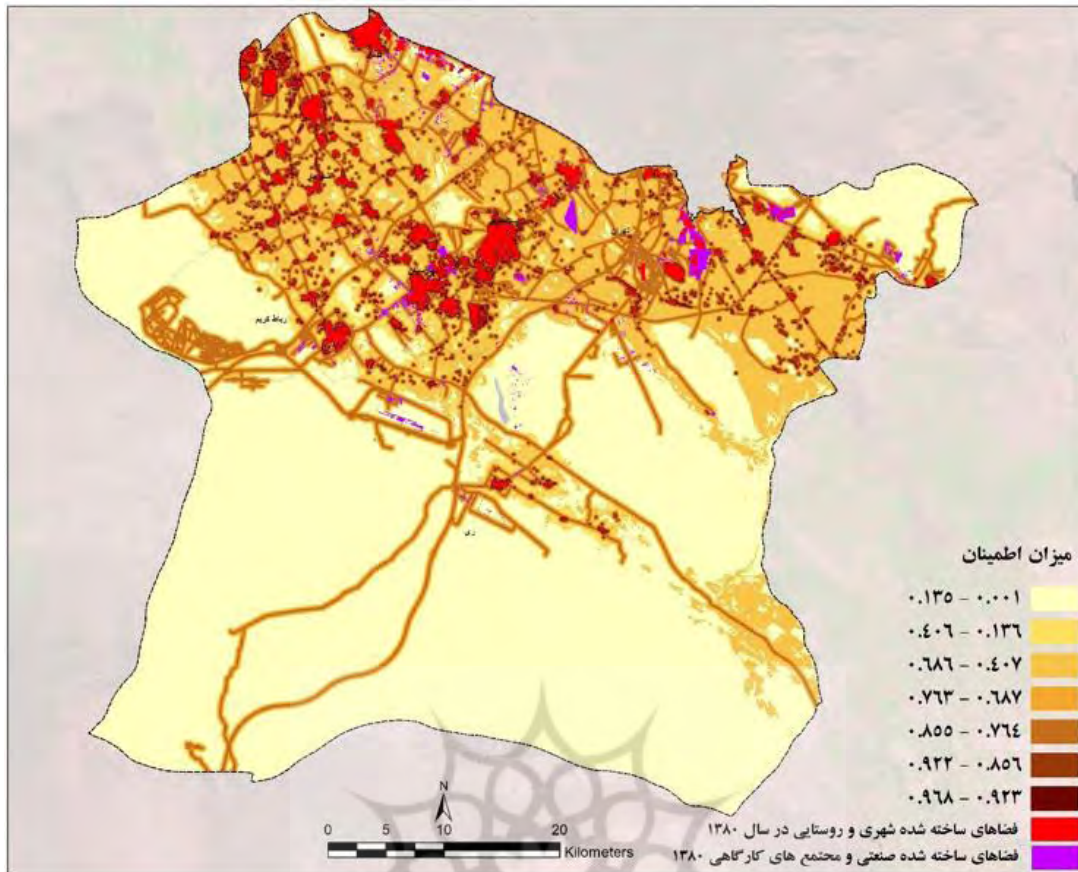 رباط کریم
ری
میزان اطمینان
۰.۱۳۵ - ۰.۰۰۱
۰.۴۰۶ - ۰.۱۳۶
۰.۶۸۶ - ۰.۴۰۷
۰.۷۶۳ - ۰.۶۸۷
۰.۸۵۵ - ۰.۷۶۴
۰.۹۲۲ - ۰.۸۵۶
۰.۹۶۸ - ۰.۹۲۳
فضاهای ساخته شده شهری و روستایی در سال ۱۳۸۰
فضاهای ساخته شده صنعتی و مجتمع های کارگاهی ۱۳۸۰
N
0 5 10 20
Kilometers